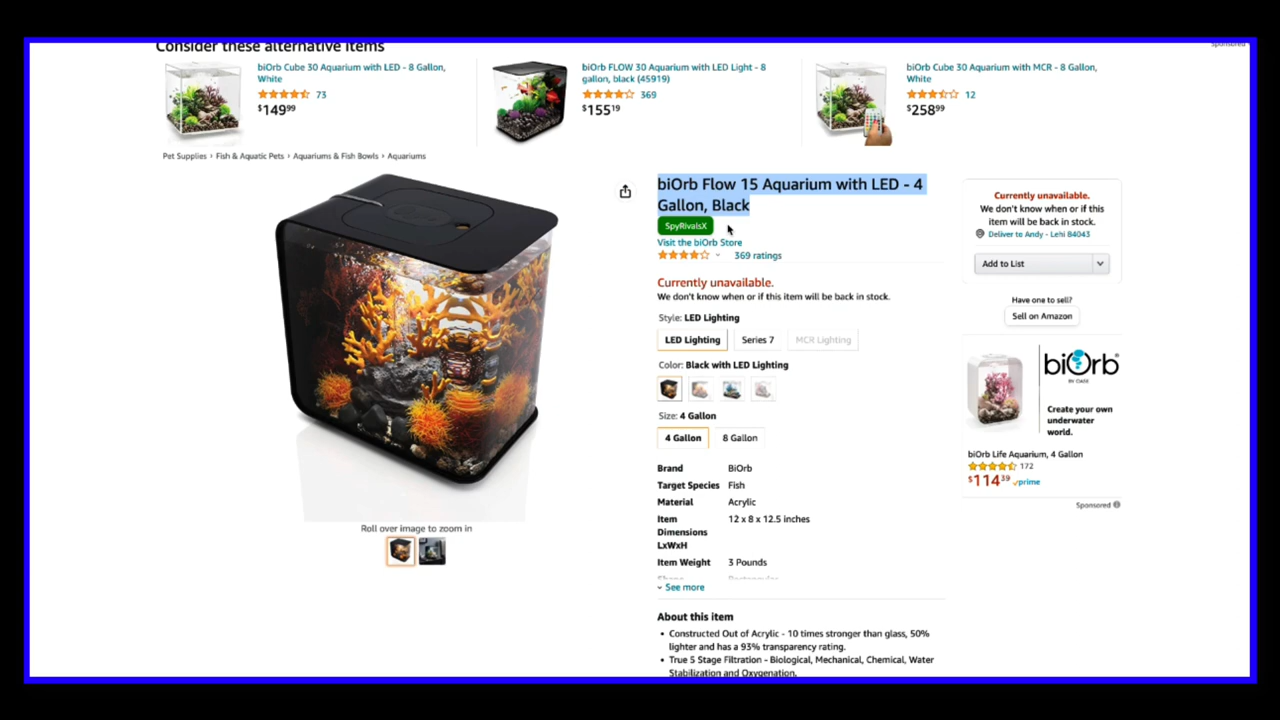 Consider these alternative items
Sponsored
biOrb Cube 30 Aquarium with LED - 8 Gallon,
White
73
$149⁹⁹
biOrb FLOW 30 Aquarium with LED Light - 8
gallon, black (45919)
369
$155¹⁹
biOrb Cube 30 Aquarium with MCR - 8 Gallon,
White
12
$258⁹⁹
Pet Supplies › Fish & Aquatic Pets › Aquariums & Fish Bowls › Aquariums
biOrb Flow 15 Aquarium with LED - 4
Gallon, Black
SpyRivalsX
Visit the biOrb Store
369 ratings
Currently unavailable.
We don't know when or if this item will be back in stock.
Style: LED Lighting
LED Lighting
Series 7
MCR Lighting
Color: Black with LED Lighting
Size: 4 Gallon
4 Gallon
8 Gallon
Brand BiOrb
Target Species Fish
Material Acrylic
Item 12 x 8 x 12.5 inches
Dimensions
LxWxH
Item Weight 3 Pounds
Shape Rectangular
See more
About this item
• Constructed Out of Acrylic - 10 times stronger than glass, 50%
lighter and has a 93% transparency rating.
• True 5 Stage Filtration - Biological, Mechanical, Chemical, Water
Stabilization and Oxygenation.
Roll over image to zoom in
Currently unavailable.
We don't know when or if this
item will be back in stock.
Deliver to Andy - Lehi 84043
Add to List
Have one to sell?
Sell on Amazon
biOrb
BY OASE
Create your own
underwater
world.
biOrb Life Aquarium, 4 Gallon
172
$114³⁹ prime
Sponsored